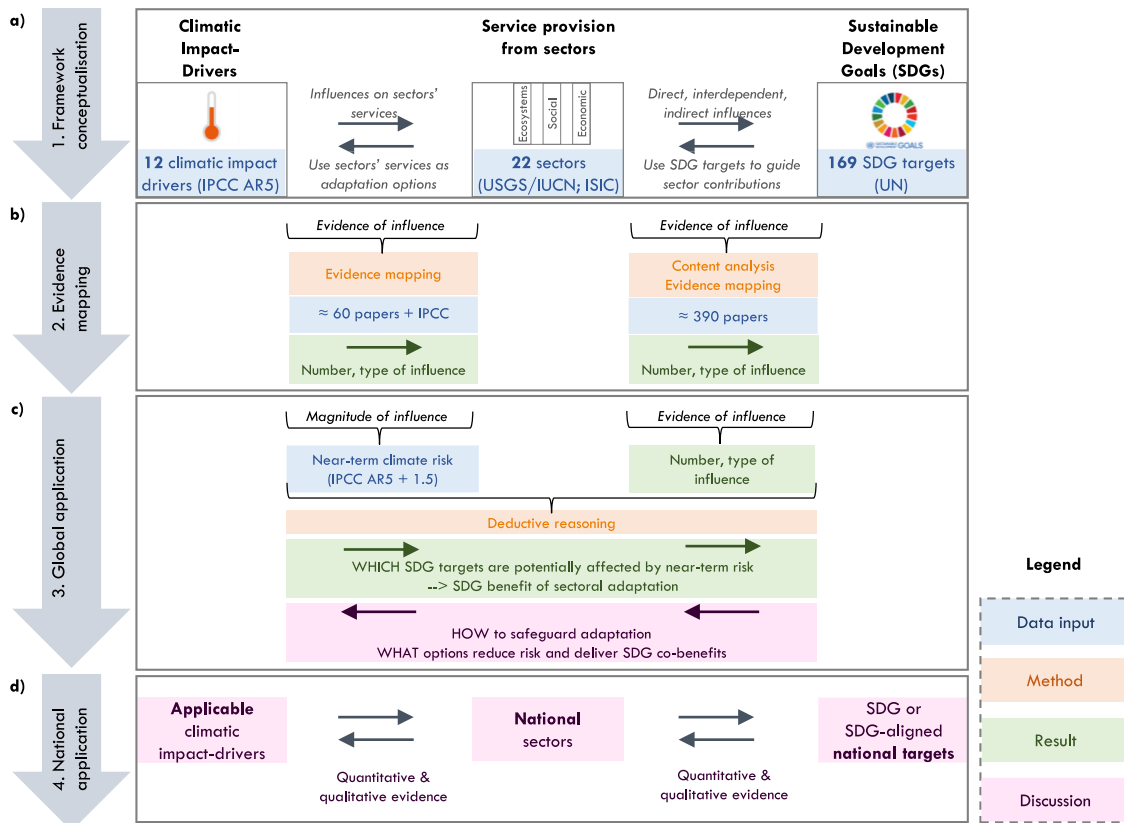 a)
1. Framework
conceptualisation
Climatic
Impact-
Drivers
Service provision
from sectors
Sustainable
Development
Goals (SDGs)
Influences on sectors'
services
Use sectors' services as
adaptation options
Ecosystems
Social
Economic
Direct, interdependent,
indirect influences
Use SDG targets to guide
sector contributions
GOALS
12 climatic impact
drivers (IPCC AR5)
22 sectors
(USGS/IUCN; ISIC)
169 SDG targets
(UN)
b)
2. Evidence
mapping
Evidence of influence
Evidence mapping
≈ 60 papers + IPCC
Number, type of influence
Evidence of influence
Content analysis
Evidence mapping
≈ 390 papers
Number, type of influence
c)
3. Global application
Magnitude of influence
Near-term climate risk
(IPCC AR5 + 1.5)
Evidence of influence
Number, type of
influence
Deductive reasoning
WHICH SDG targets are potentially affected by near-term risk
--> SDG benefit of sectoral adaptation
HOW to safeguard adaptation
WHAT options reduce risk and deliver SDG co-benefits
d)
4. National
application
Applicable
climatic
impact-drivers
Quantitative &
qualitative evidence
National
sectors
Quantitative &
qualitative evidence
SDG or
SDG-aligned
national targets
Legend
Data input
Method
Result
Discussion